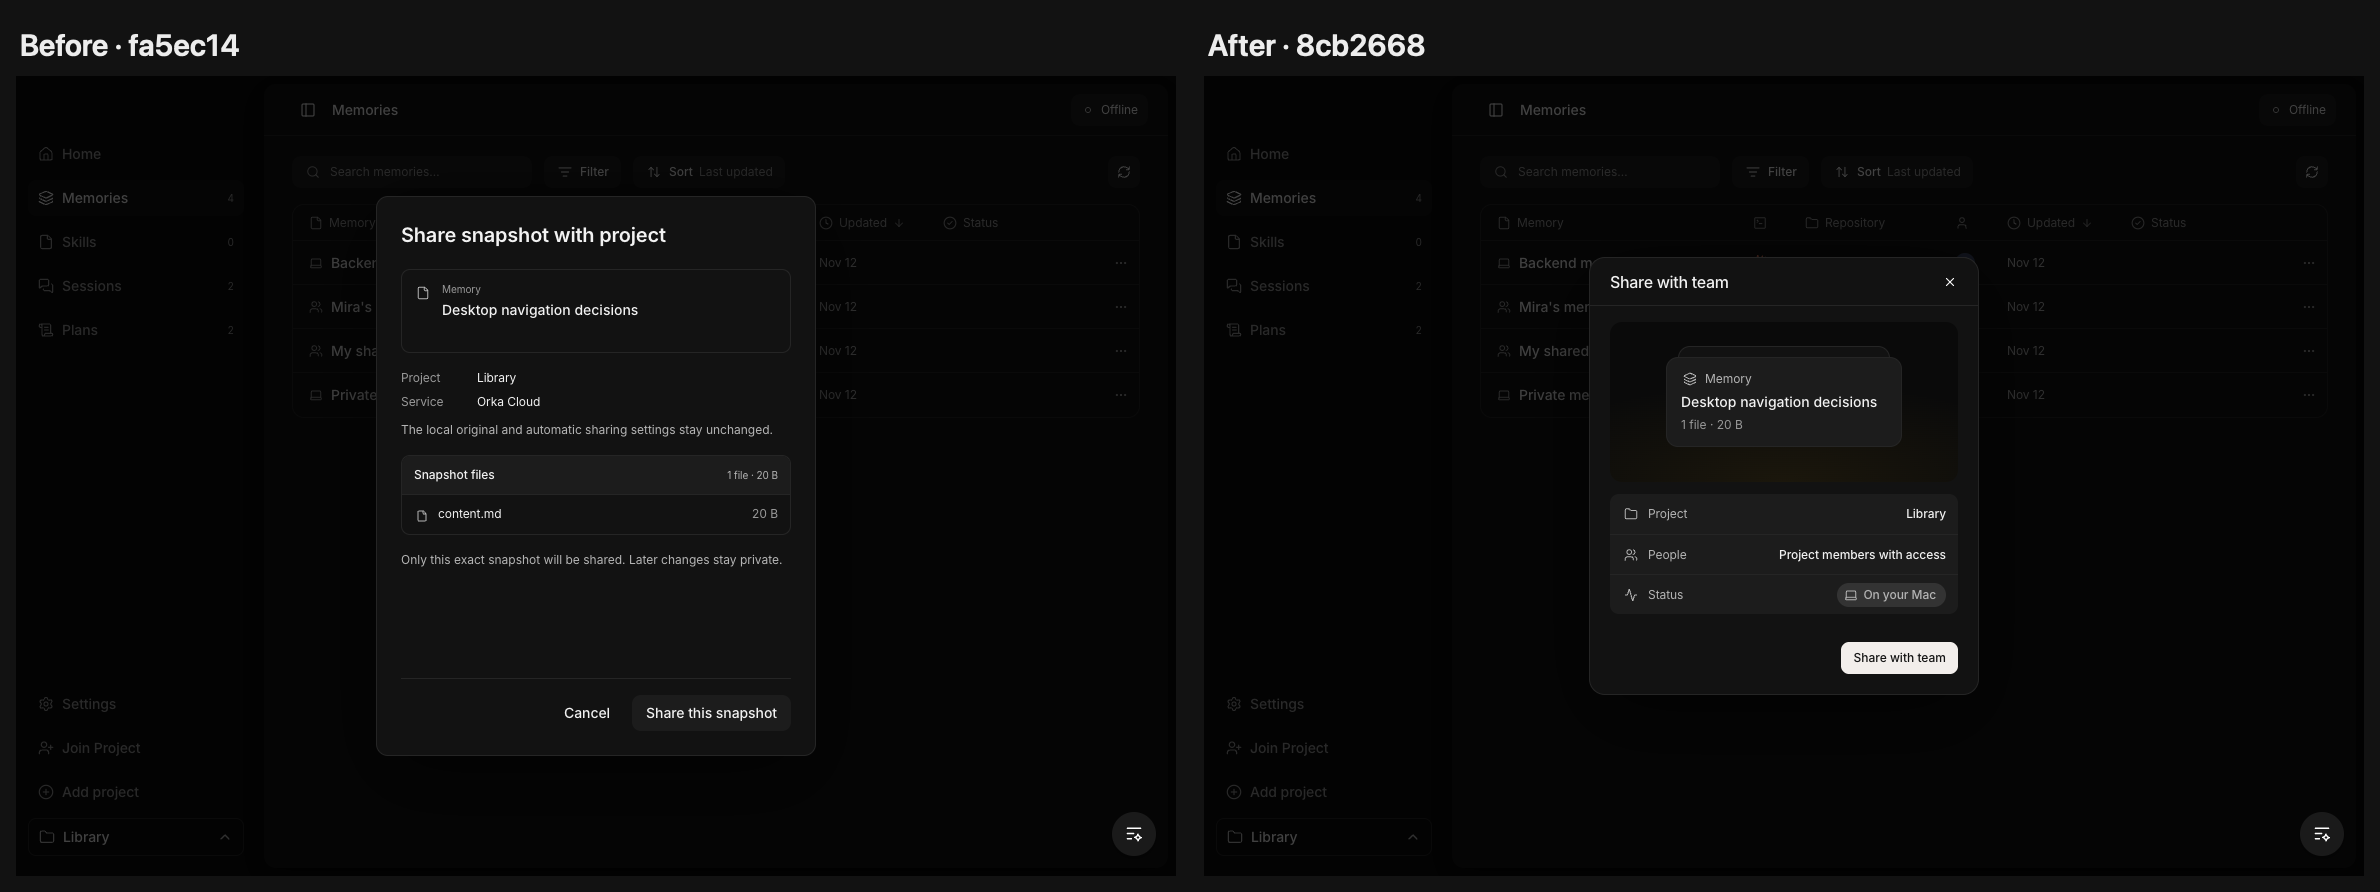 Before · fa5ec14
Memories
Offline
Home
Search memories...
Filter
Sort Last updated
Memories 4
Memory
Updated
Status
Share snapshot with project
Skills 0
Backer
Nov 12
Memory
Desktop navigation decisions
Sessions 2
Mira's
Nov 12
Plans 2
My sha
Nov 12
Project Library
Private
Nov 12
Service Orka Cloud
The local original and automatic sharing settings stay unchanged.
Snapshot files 1 file · 20 B
content.md 20 B
Only this exact snapshot will be shared. Later changes stay private.
Cancel
Share this snapshot
Settings
Join Project
Add project
Library
After · 8cb2668
Memories
Offline
Home
Search memories...
Filter
Sort Last updated
Memories 4
Memory
Repository
Updated
Status
Skills 0
Backend m
Nov 12
Share with team
Sessions 2
Mira's mer
Nov 12
Plans 2
My shared
Nov 12
Private me
Nov 12
Memory
Desktop navigation decisions
1 file · 20 B
Project Library
People Project members with access
Status On your Mac
Share with team
Settings
Join Project
Add project
Library